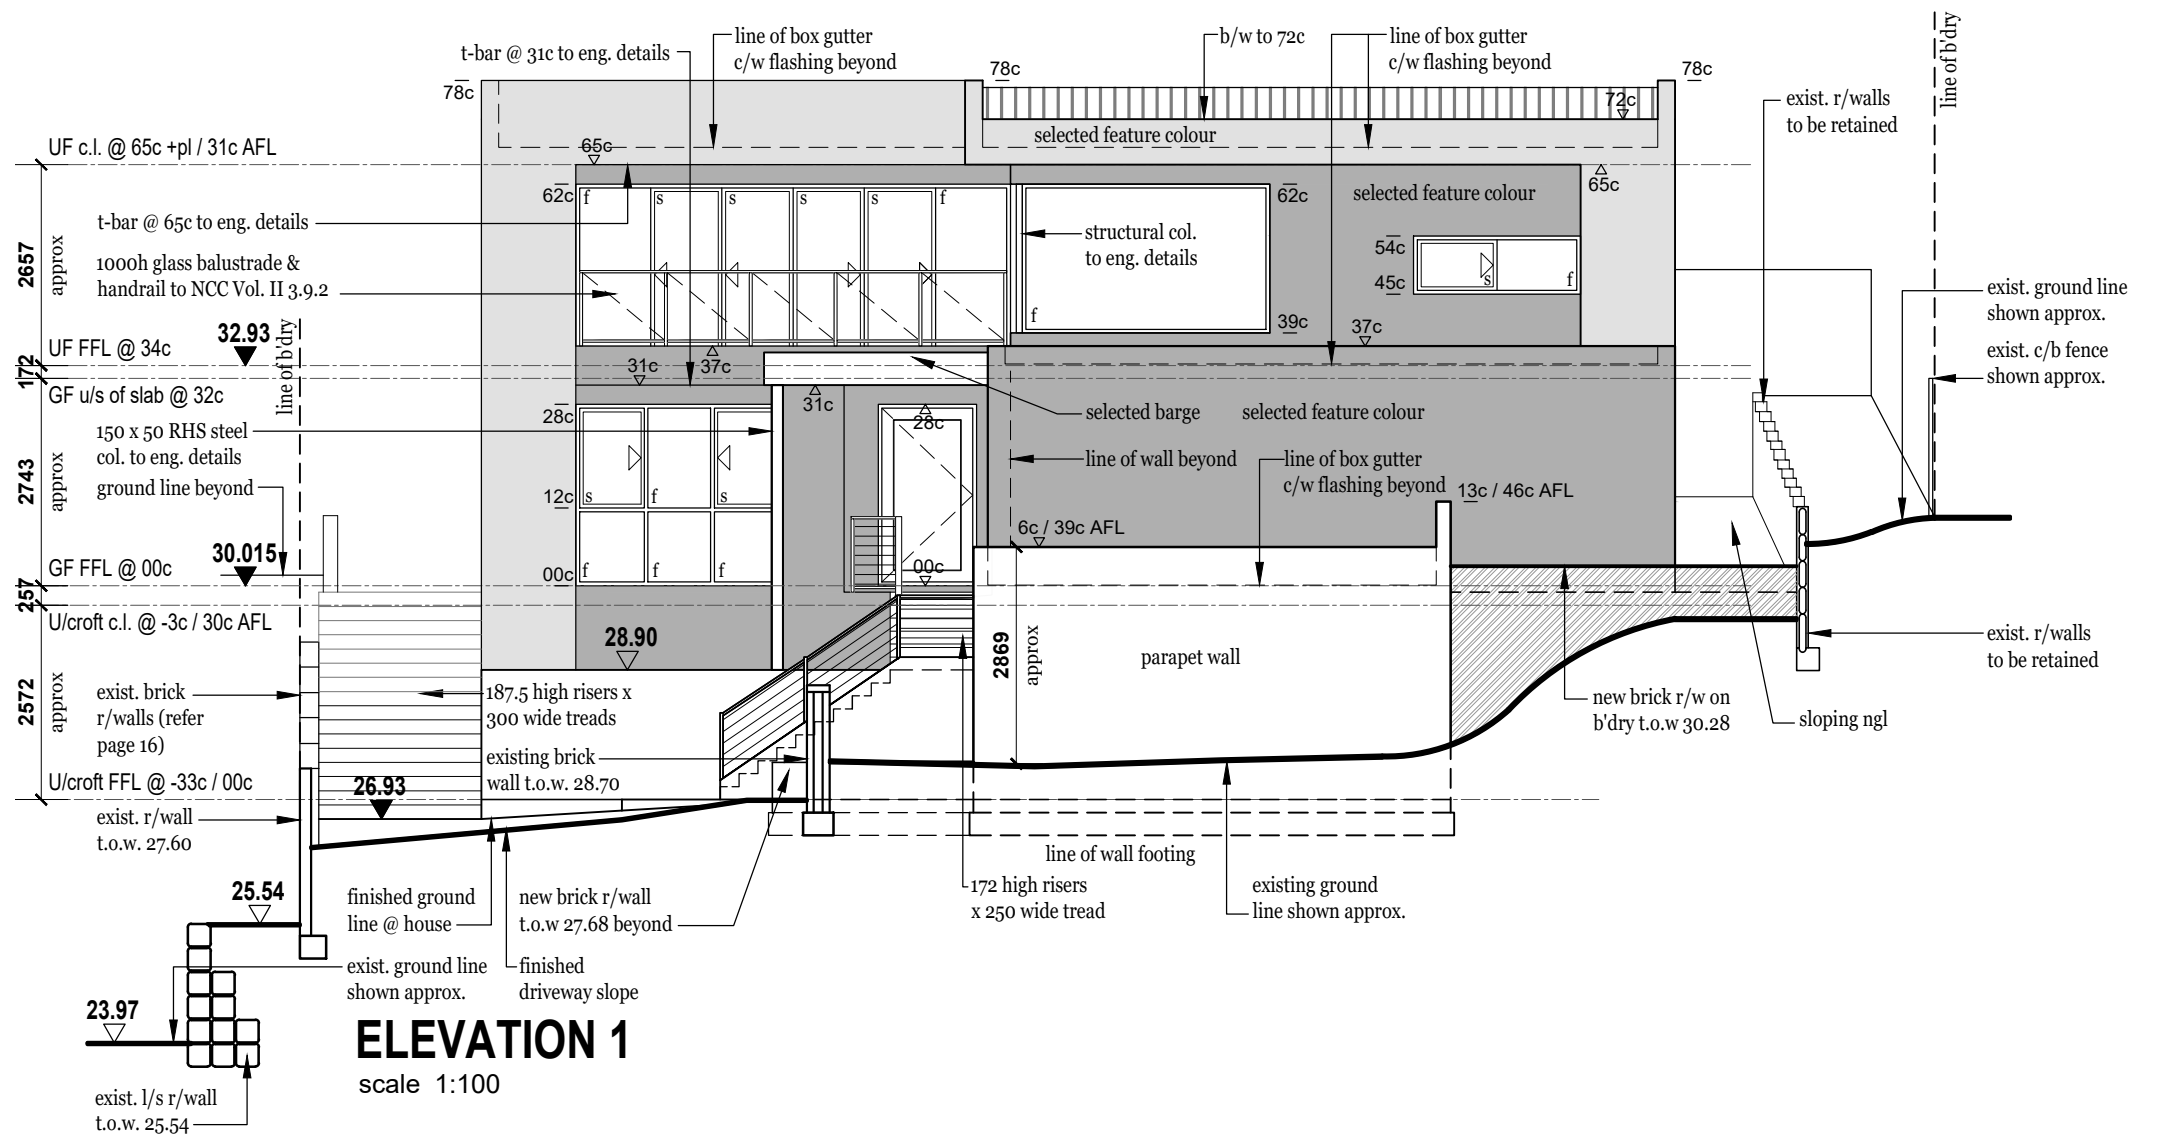 line of box gutter
c/w flashing beyond
t-bar @ 31c to eng. details
b/w to 72c
line of box gutter
c/w flashing beyond
line of b'dry
78c
78c
78c
72c
exist. r/walls
to be retained
selected feature colour
UF c.l. @ 65c +pl / 31c AFL
65c
65c
62c
f
s
s
s
s
f
62c
selected feature colour
t-bar @ 65c to eng. details
structural col.
to eng. details
54c
45c
s
f
2657
approx
1000h glass balustrade &
handrail to NCC Vol. II 3.9.2
f
39c
37c
exist. ground line
shown approx.
32.93
line of b'dry
UF FFL @ 34c
172
31c
37c
exist. c/b fence
shown approx.
GF u/s of slab @ 32c
31c
28c
28c
selected barge
selected feature colour
150 x 50 RHS steel
col. to eng. details
2743
approx
line of wall beyond
line of box gutter
c/w flashing beyond
ground line beyond
12c
s
f
s
13c / 46c AFL
6c / 39c AFL
30.015
GF FFL @ 00c
00c
f
f
f
00c
257
U/croft c.l. @ -3c / 30c AFL
28.90
2869
approx
parapet wall
exist. r/walls
to be retained
2572
approx
exist. brick
r/walls (refer
page 16)
187.5 high risers x
300 wide treads
new brick r/w on
b'dry t.o.w 30.28
sloping ngl
existing brick
wall t.o.w. 28.70
U/croft FFL @ -33c / 00c
26.93
exist. r/wall
t.o.w. 27.60
line of wall footing
25.54
finished ground
line @ house
new brick r/wall
t.o.w 27.68 beyond
172 high risers
x 250 wide tread
existing ground
line shown approx.
exist. ground line
shown approx.
finished
driveway slope
23.97
ELEVATION 1
scale 1:100
exist. l/s r/wall
t.o.w. 25.54